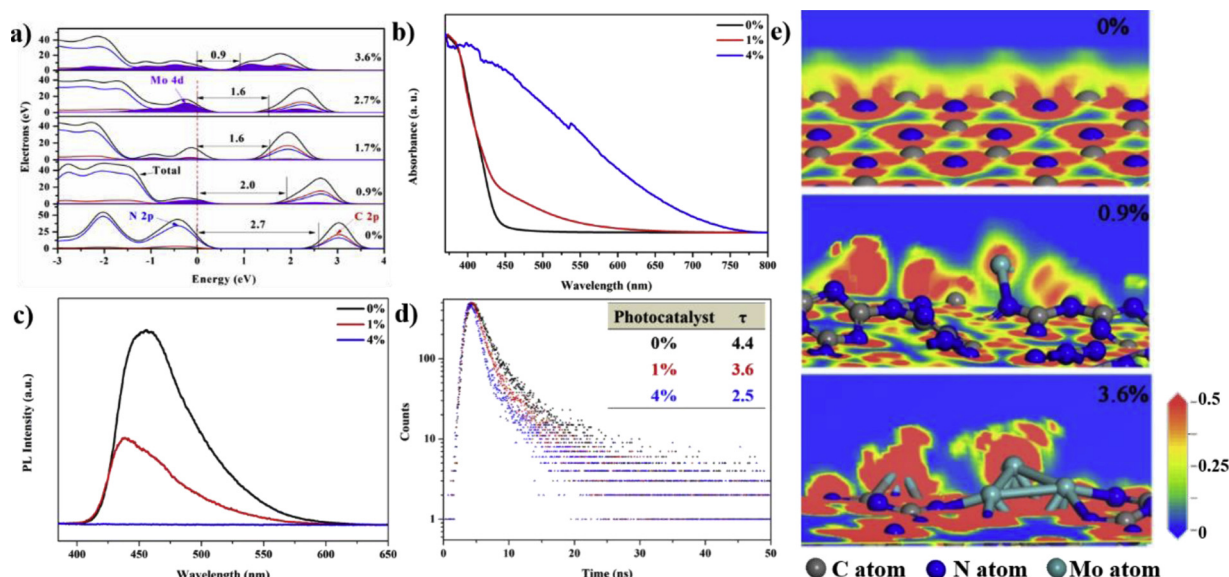 a)
40
20
0
0.9
3.6%
Mo 4d
40
20
0
1.6
2.7%
40
20
0
1.6
1.7%
Total
40
20
0
2.0
0.9%
50
25
0
N 2p
2.7
C 2p
0%
-3 -2 -1 0 1 2 3 4
Electrons (eV)
Energy (eV)
b)
0%
1%
4%
Absorbance (a. u.)
400 450 500 550 600 650 700 750 800
Wavelength (nm)
c)
0%
1%
4%
PL Intensity (a.u.)
400 450 500 550 600 650
Wavelength (nm)
d)
Photocatalyst τ
0% 4.4
1% 3.6
4% 2.5
100
10
1
Counts
0 10 20 30 40 50
Time (ns)
e)
0%
0.9%
3.6%
0.5
0.25
0
C atom N atom Mo atom